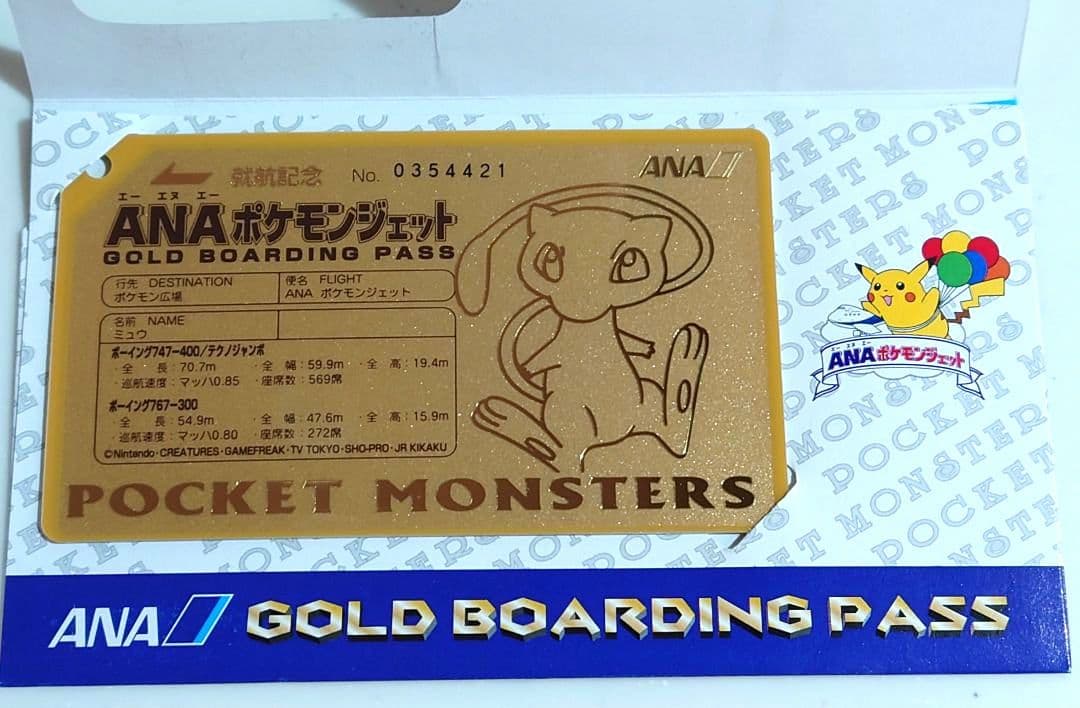 就航記念 No. 0354421 ANA
エー エヌ エー
ANAポケモンジェット
GOLD BOARDING PASS
行先 DESTINATION
ポケモン広場
便名 FLIGHT
ANA ポケモンジェット
名前 NAME
ミュウ
ボーイング747-400/テクノジャンボ
・全 長:70.7m ・全 幅:59.9m ・全 高:19.4m
・巡航速度:マッハ0.85 ・座席数:569席
ボーイング767-300
・全 長:54.9m ・全 幅:47.6m ・全 高:15.9m
・巡航速度:マッハ0.80 ・座席数:272席
©Nintendo・CREATURES・GAMEFREAK・TV TOKYO・SHO-PRO・JR KIKAKU
POCKET MONSTERS
エー エヌ エー
ANAポケモンジェット
ANA GOLD BOARDING PASS
POCKET MONSTERS